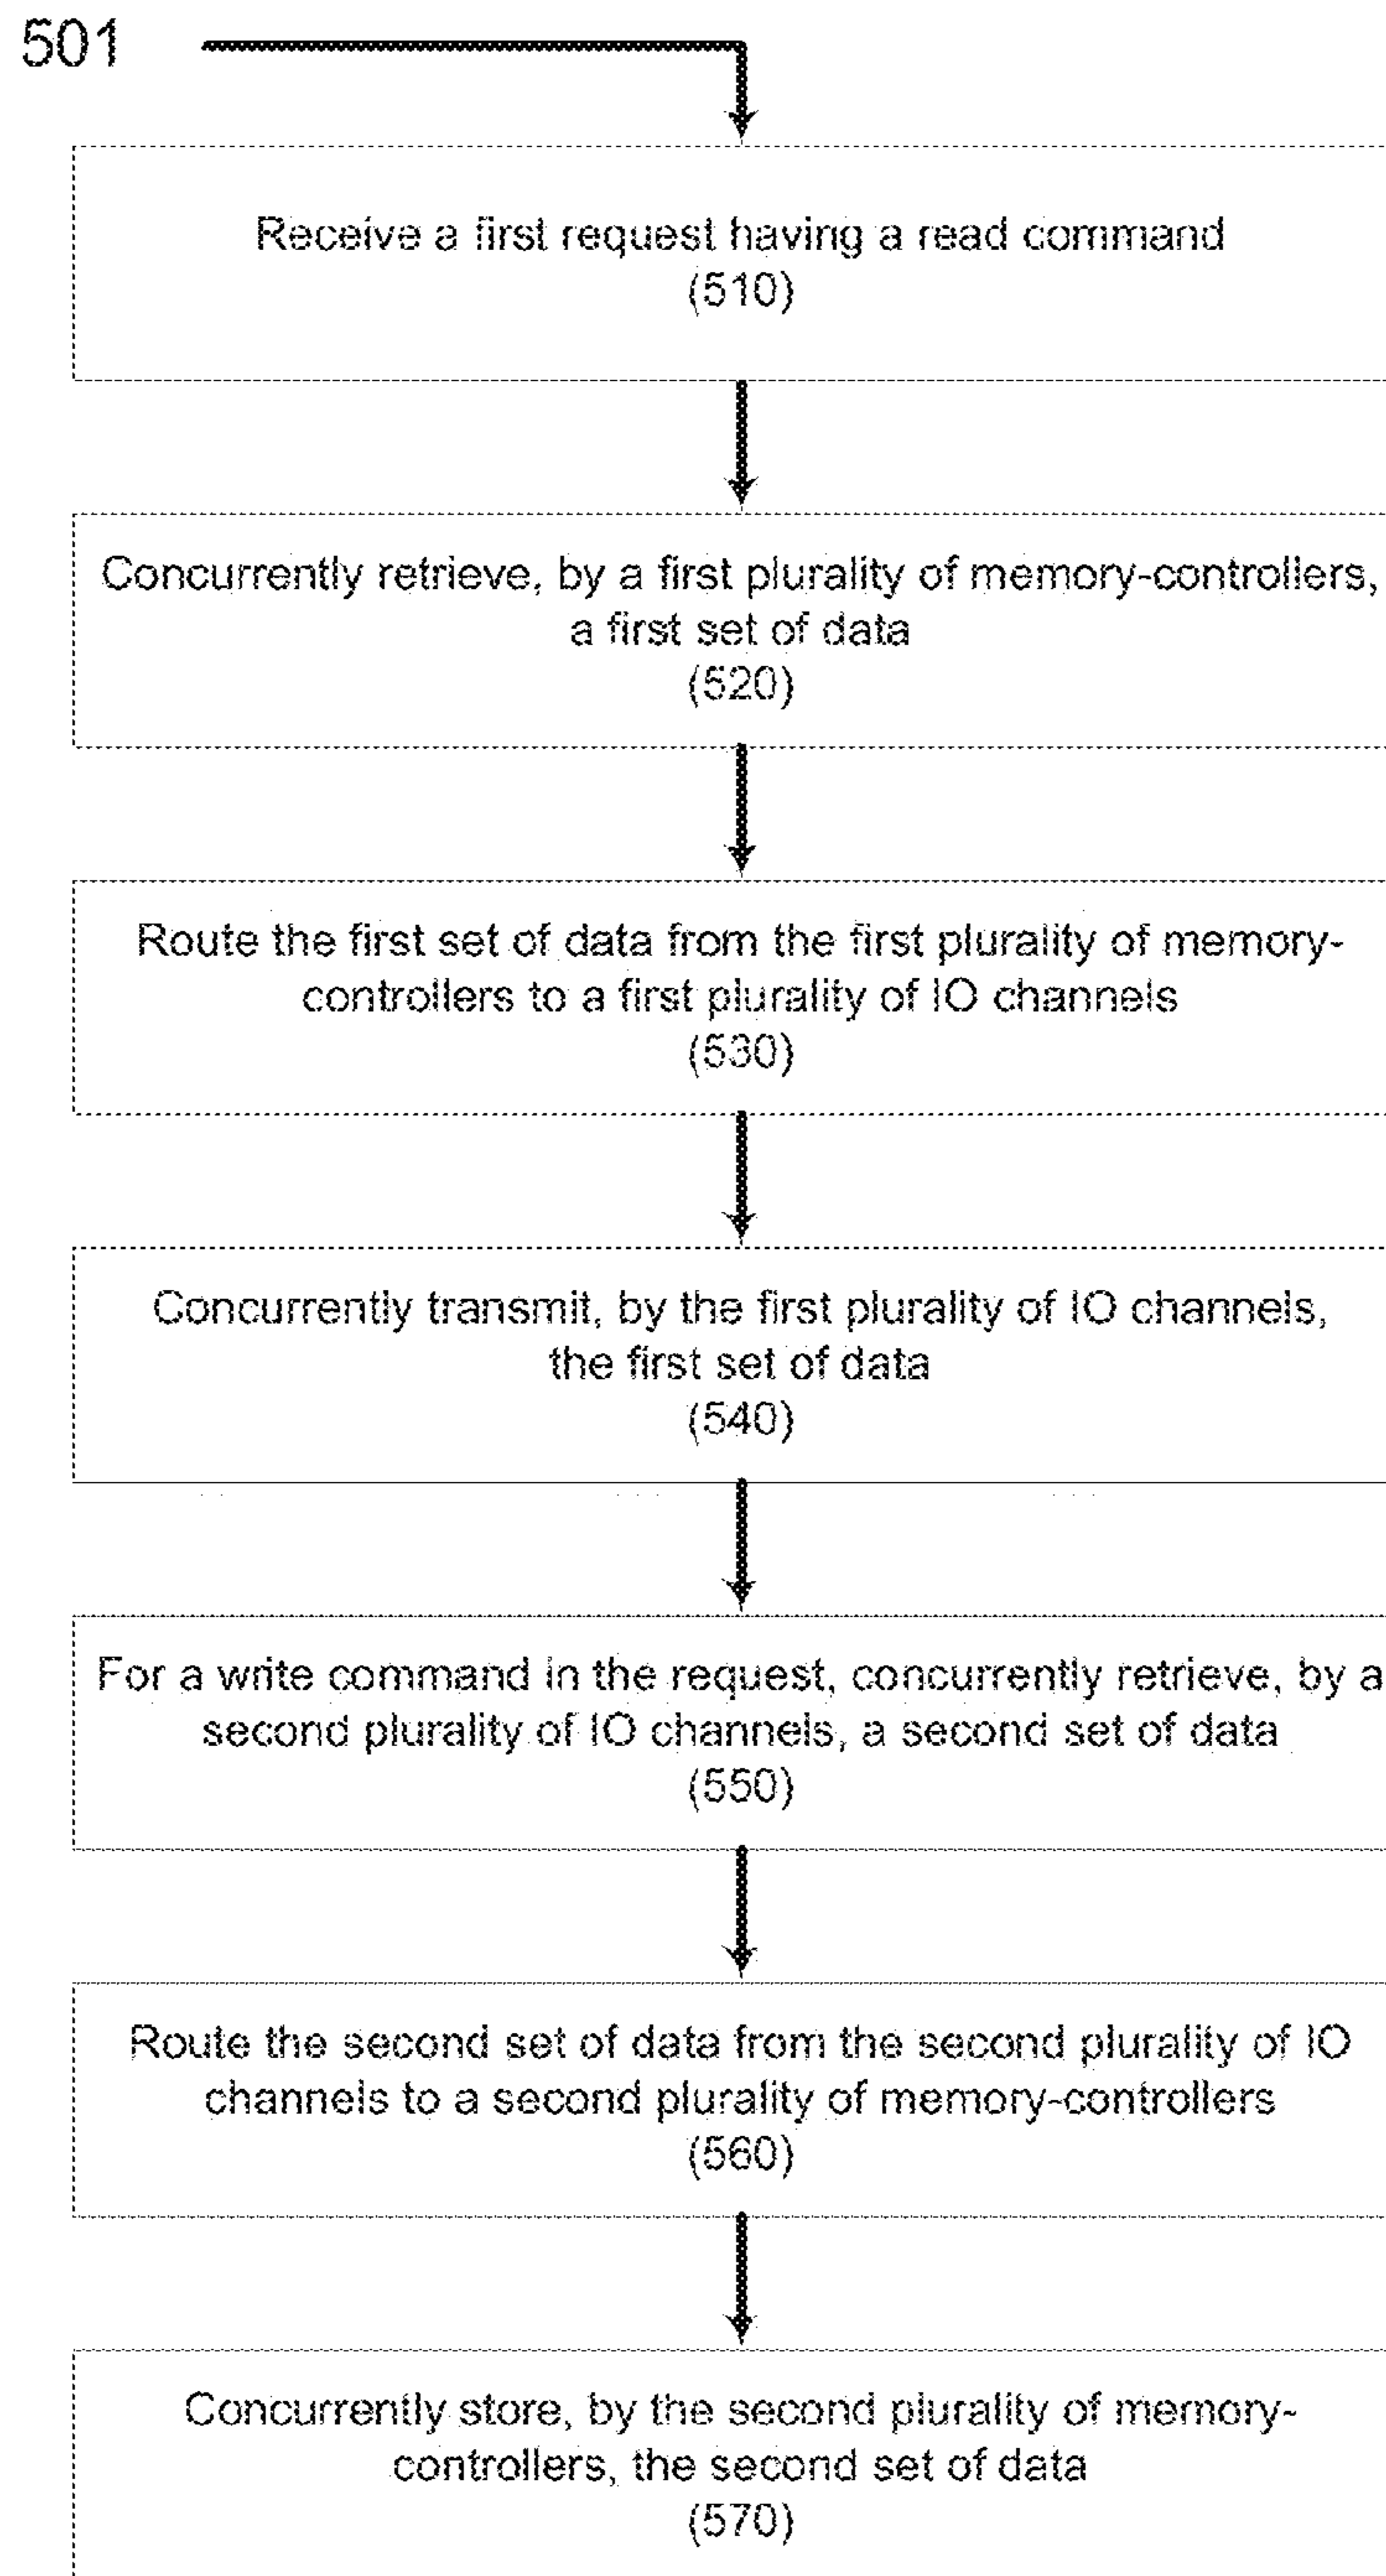 501
Receive a first request having a read command
(510)
Concurrently retrieve, by a first plurality of memory-controllers,
a first set of data
(520)
Route the first set of data from the first plurality of memory-
controllers to a first plurality of IO channels
(530)
Concurrently transmit, by the first plurality of IO channels,
the first set of data
(540)
For a write command in the request, concurrently retrieve, by a
second plurality of IO channels, a second set of data
(550)
Route the second set of data from the second plurality of IO
channels to a second plurality of memory-controllers
(560)
Concurrently store, by the second plurality of memory-
controllers, the second set of data
(570)